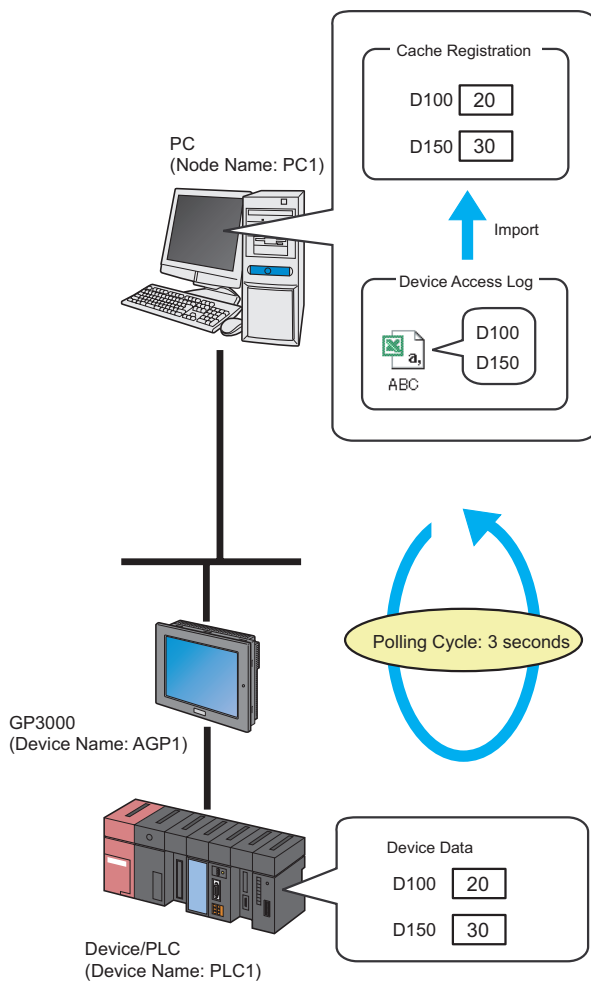 Cache Registration
D100 20
D150 30
PC
(Node Name: PC1)
Import
Device Access Log
D100
D150
a,
ABC
Polling Cycle: 3 seconds
GP3000
(Device Name: AGP1)
Device Data
D100 20
D150 30
Device/PLC
(Device Name: PLC1)